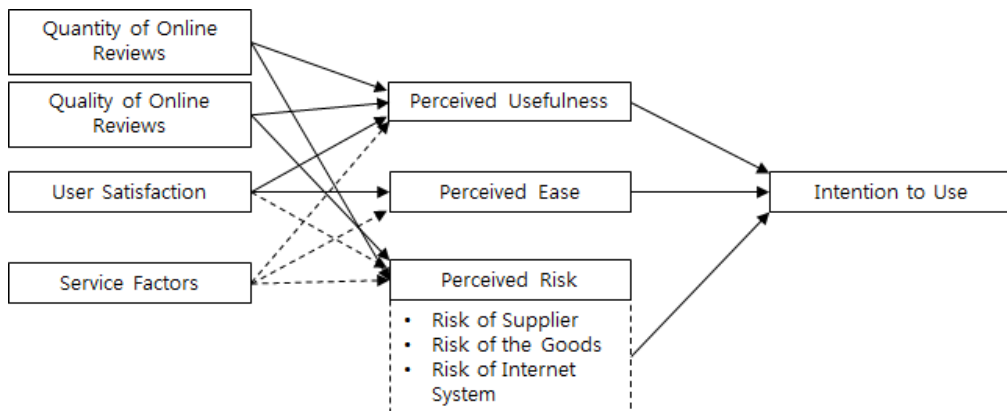 Quantity of Online
Reviews
Quality of Online
Reviews
Perceived Usefulness
User Satisfaction
Perceived Ease
Intention to Use
Service Factors
Perceived Risk
• Risk of Supplier
• Risk of the Goods
• Risk of Internet
System